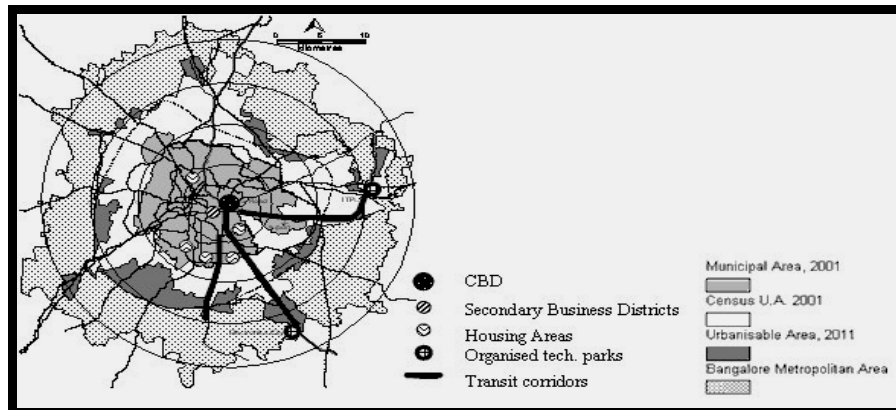 0 5 10
Kilometres
CBD
Secondary Business Districts
Housing Areas
Organised tech. parks
Transit corridors
Municipal Area, 2001
Census U.A. 2001
Urbanisable Area, 2011
Bangalore Metropolitan Area